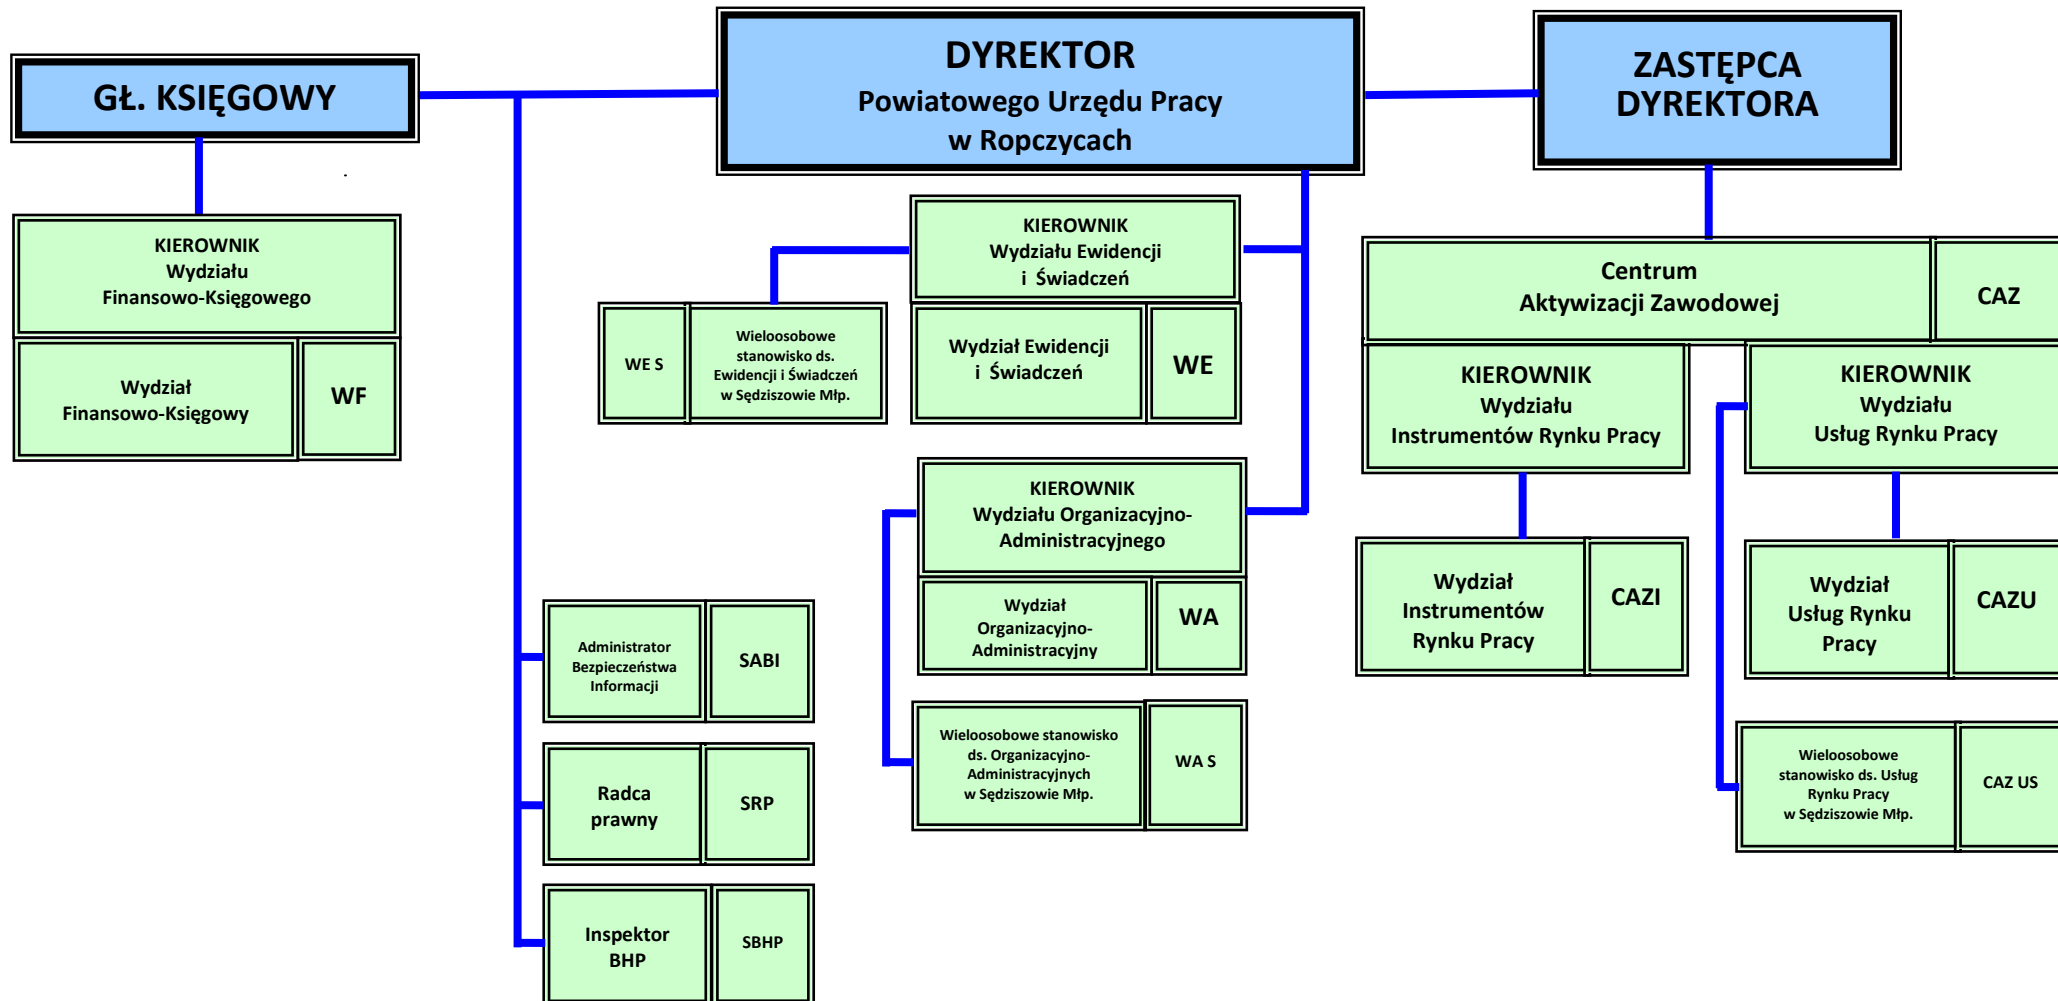 GŁ. KSIĘGOWY
DYREKTOR
Powiatowego Urzędu Pracy
w Ropczycach
ZASTĘPCA
DYREKTORA
KIEROWNIK
Wydziału
Finansowo-Księgowego
Wydział
Finansowo-Księgowy
WF
KIEROWNIK
Wydziału Ewidencji
i Świadczeń
WE S
Wieloosobowe
stanowisko ds.
Ewidencji i Świadczeń
w Sędziszowie Młp.
Wydział Ewidencji
i Świadczeń
WE
KIEROWNIK
Wydziału Organizacyjno-
Administracyjnego
Wydział
Organizacyjno-
Administracyjny
WA
Wieloosobowe stanowisko
ds. Organizacyjno-
Administracyjnych
w Sędziszowie Młp.
WA S
Administrator
Bezpieczeństwa
Informacji
SABI
Radca
prawny
SRP
Inspektor
BHP
SBHP
Centrum
Aktywizacji Zawodowej
CAZ
KIEROWNIK
Wydziału
Instrumentów Rynku Pracy
KIEROWNIK
Wydziału
Usług Rynku Pracy
Wydział
Instrumentów
Rynku Pracy
CAZI
Wydział
Usług Rynku
Pracy
CAZU
Wieloosobowe
stanowisko ds. Usług
Rynku Pracy
w Sędziszowie Młp.
CAZ US